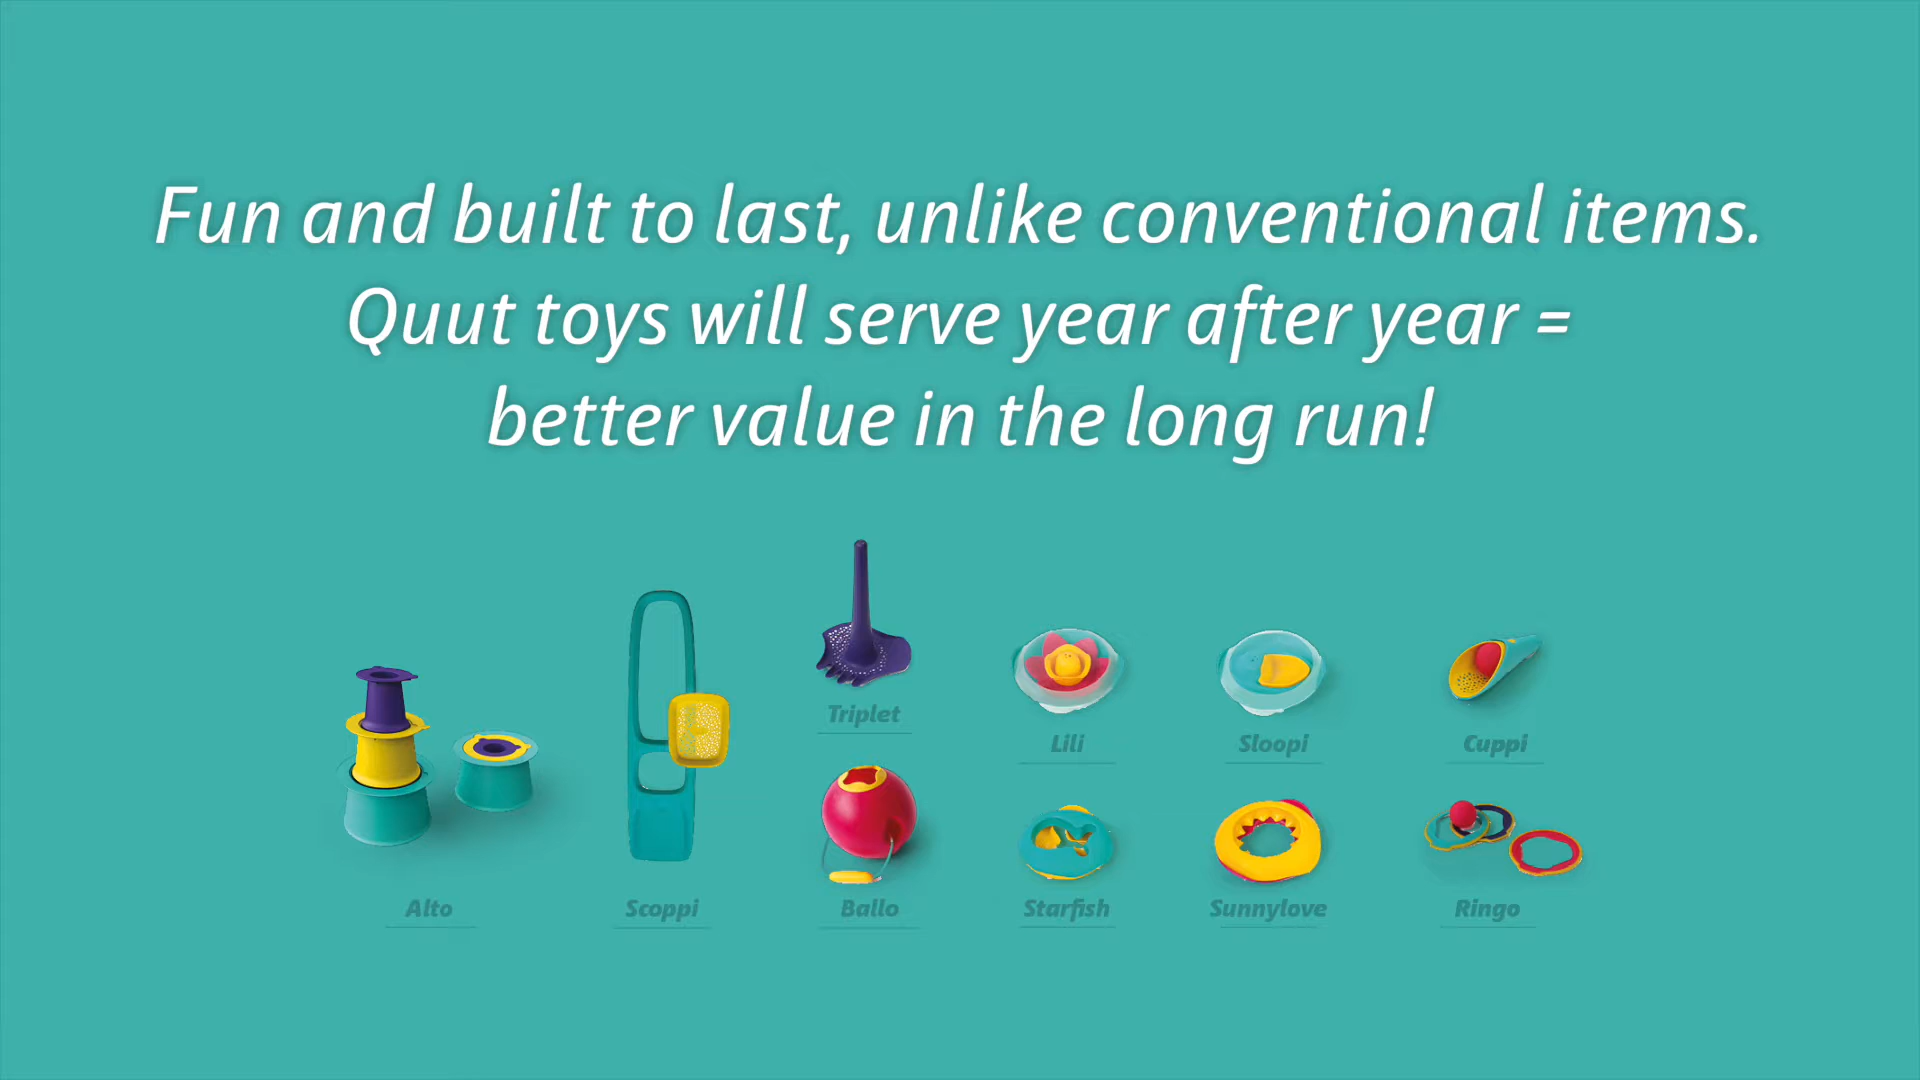 Fun and built to last, unlike conventional items.
Quut toys will serve year after year =
better value in the long run!
Triplet
Lili
Sloopi
Cuppi
Alto
Scoppi
Ballo
Starfish
Sunnylove
Ringo